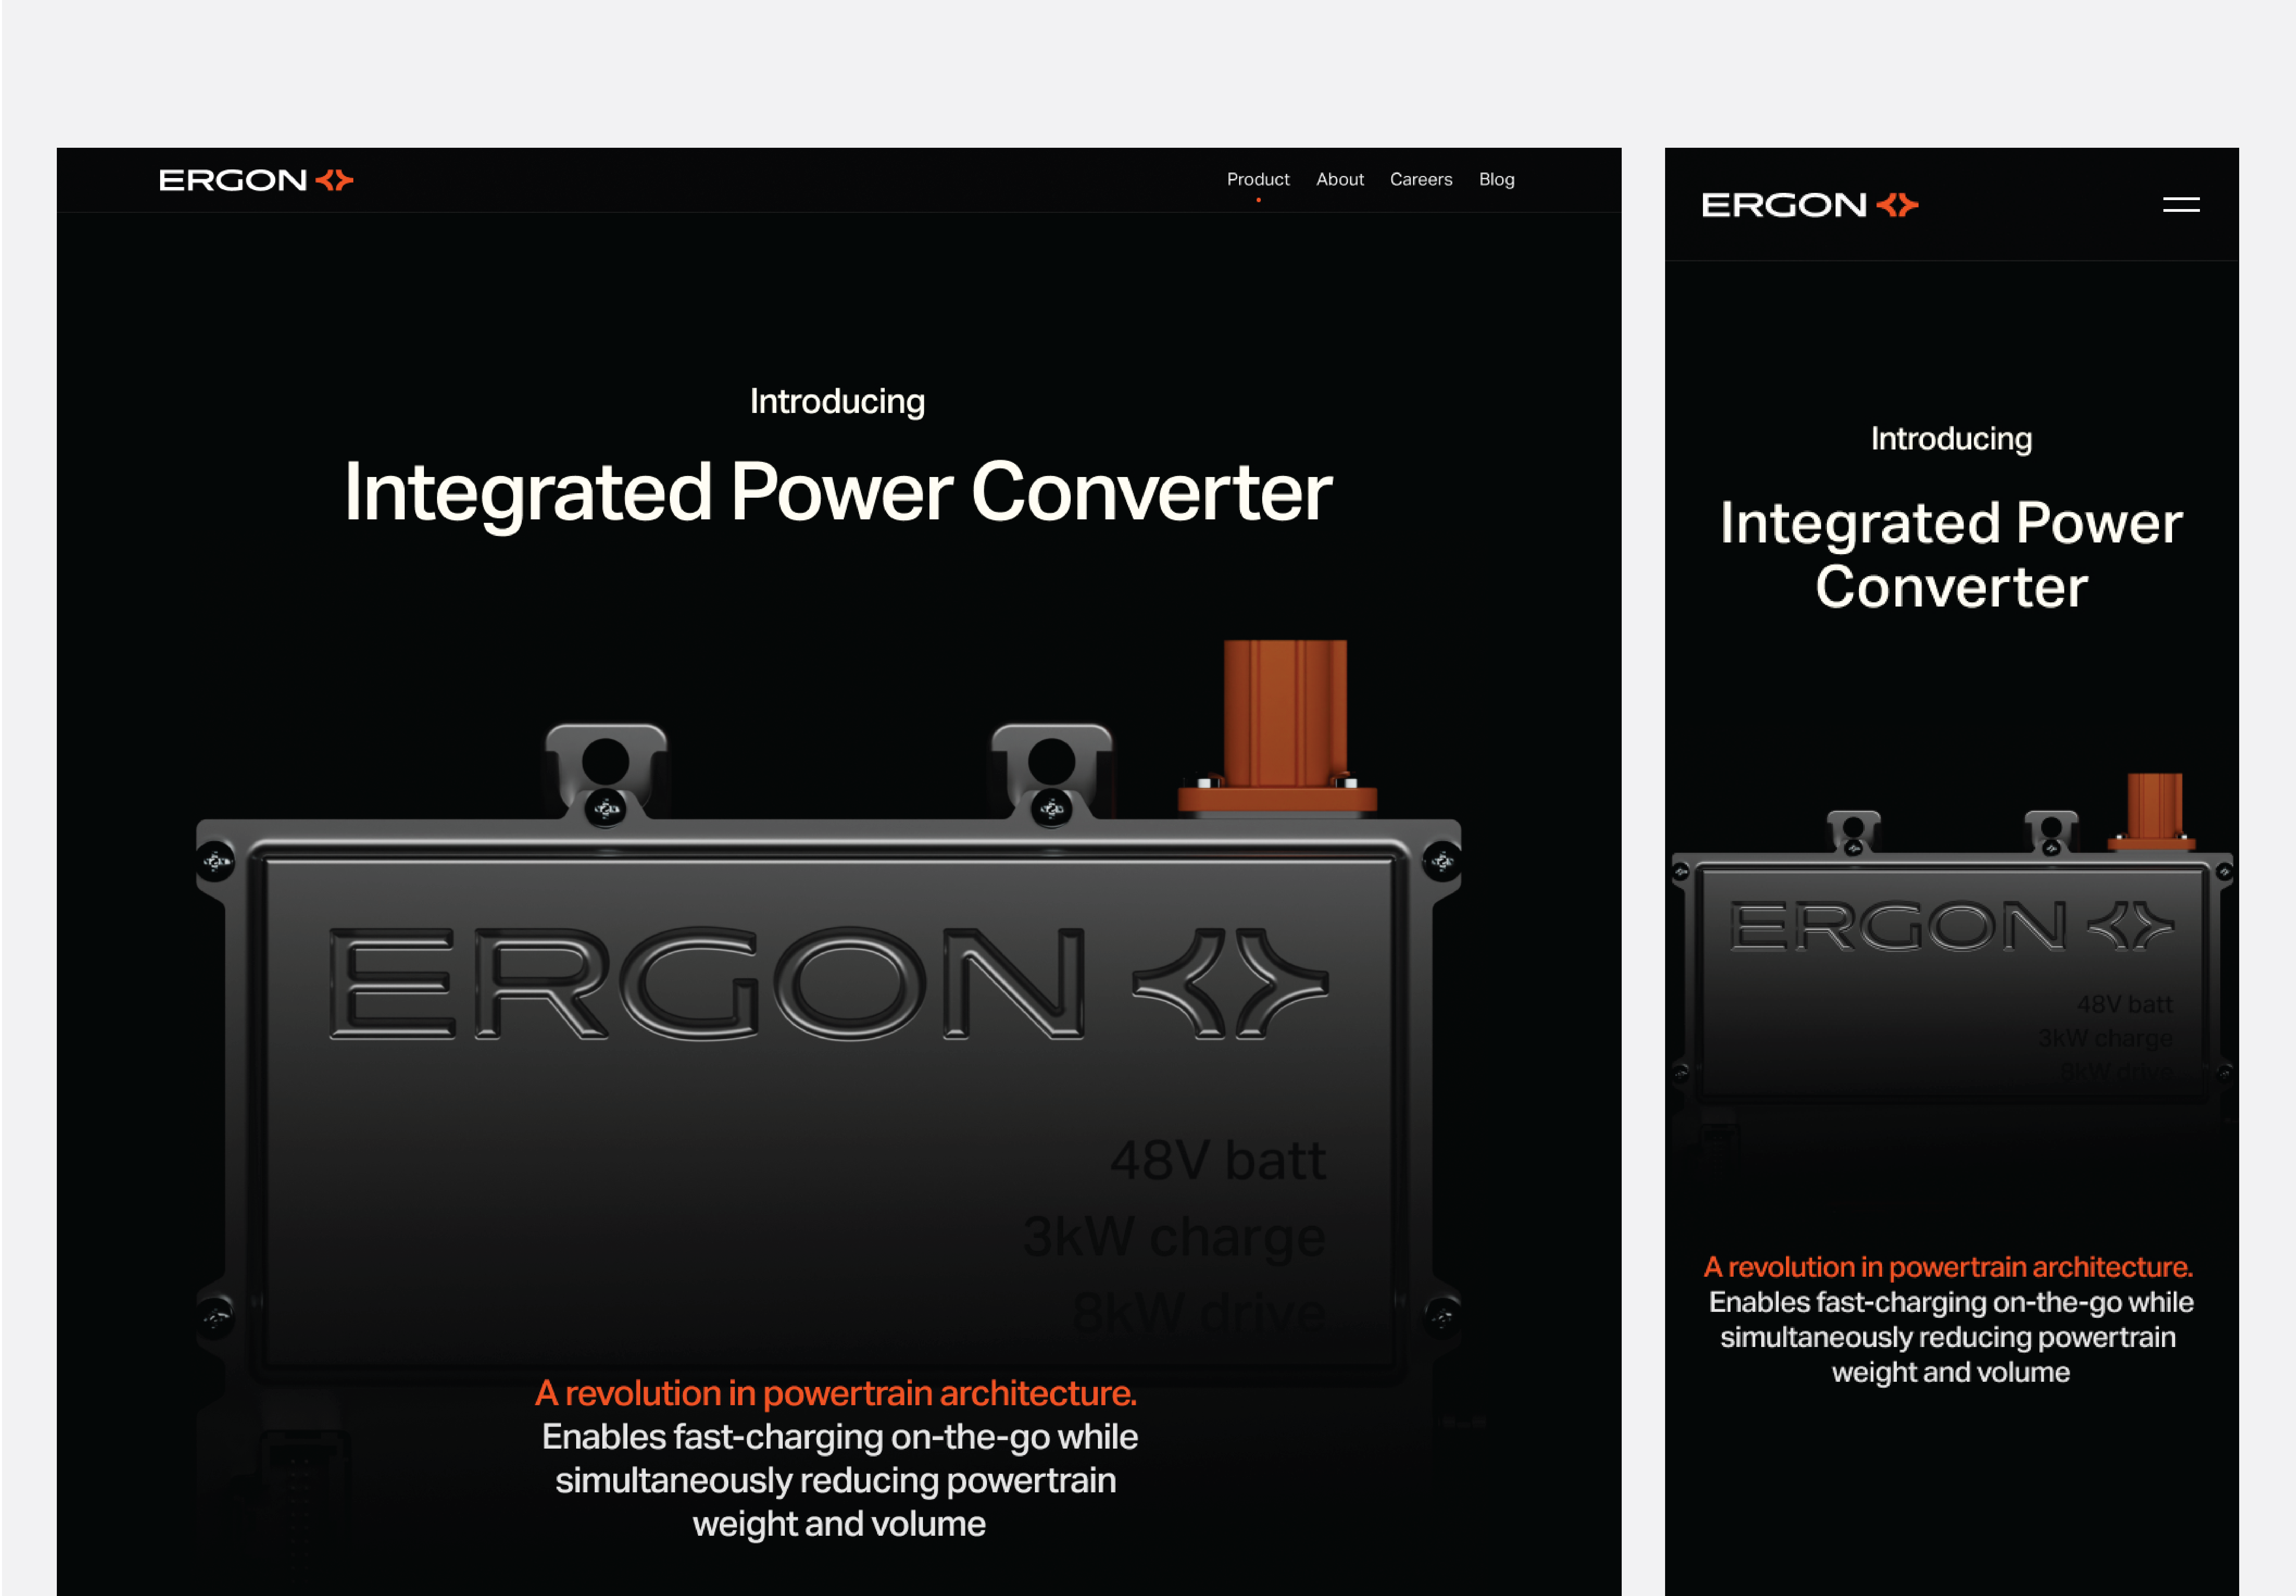 ERGON
Product About Careers Blog
Introducing
Integrated Power Converter
ERGON
48V batt
3kW charge
8kW drive
A revolution in powertrain architecture.
Enables fast-charging on-the-go while
simultaneously reducing powertrain
weight and volume
ERGON
Introducing
Integrated Power
Converter
ERGON
48V batt
3kW charge
8kW drive
A revolution in powertrain architecture.
Enables fast-charging on-the-go while
simultaneously reducing powertrain
weight and volume